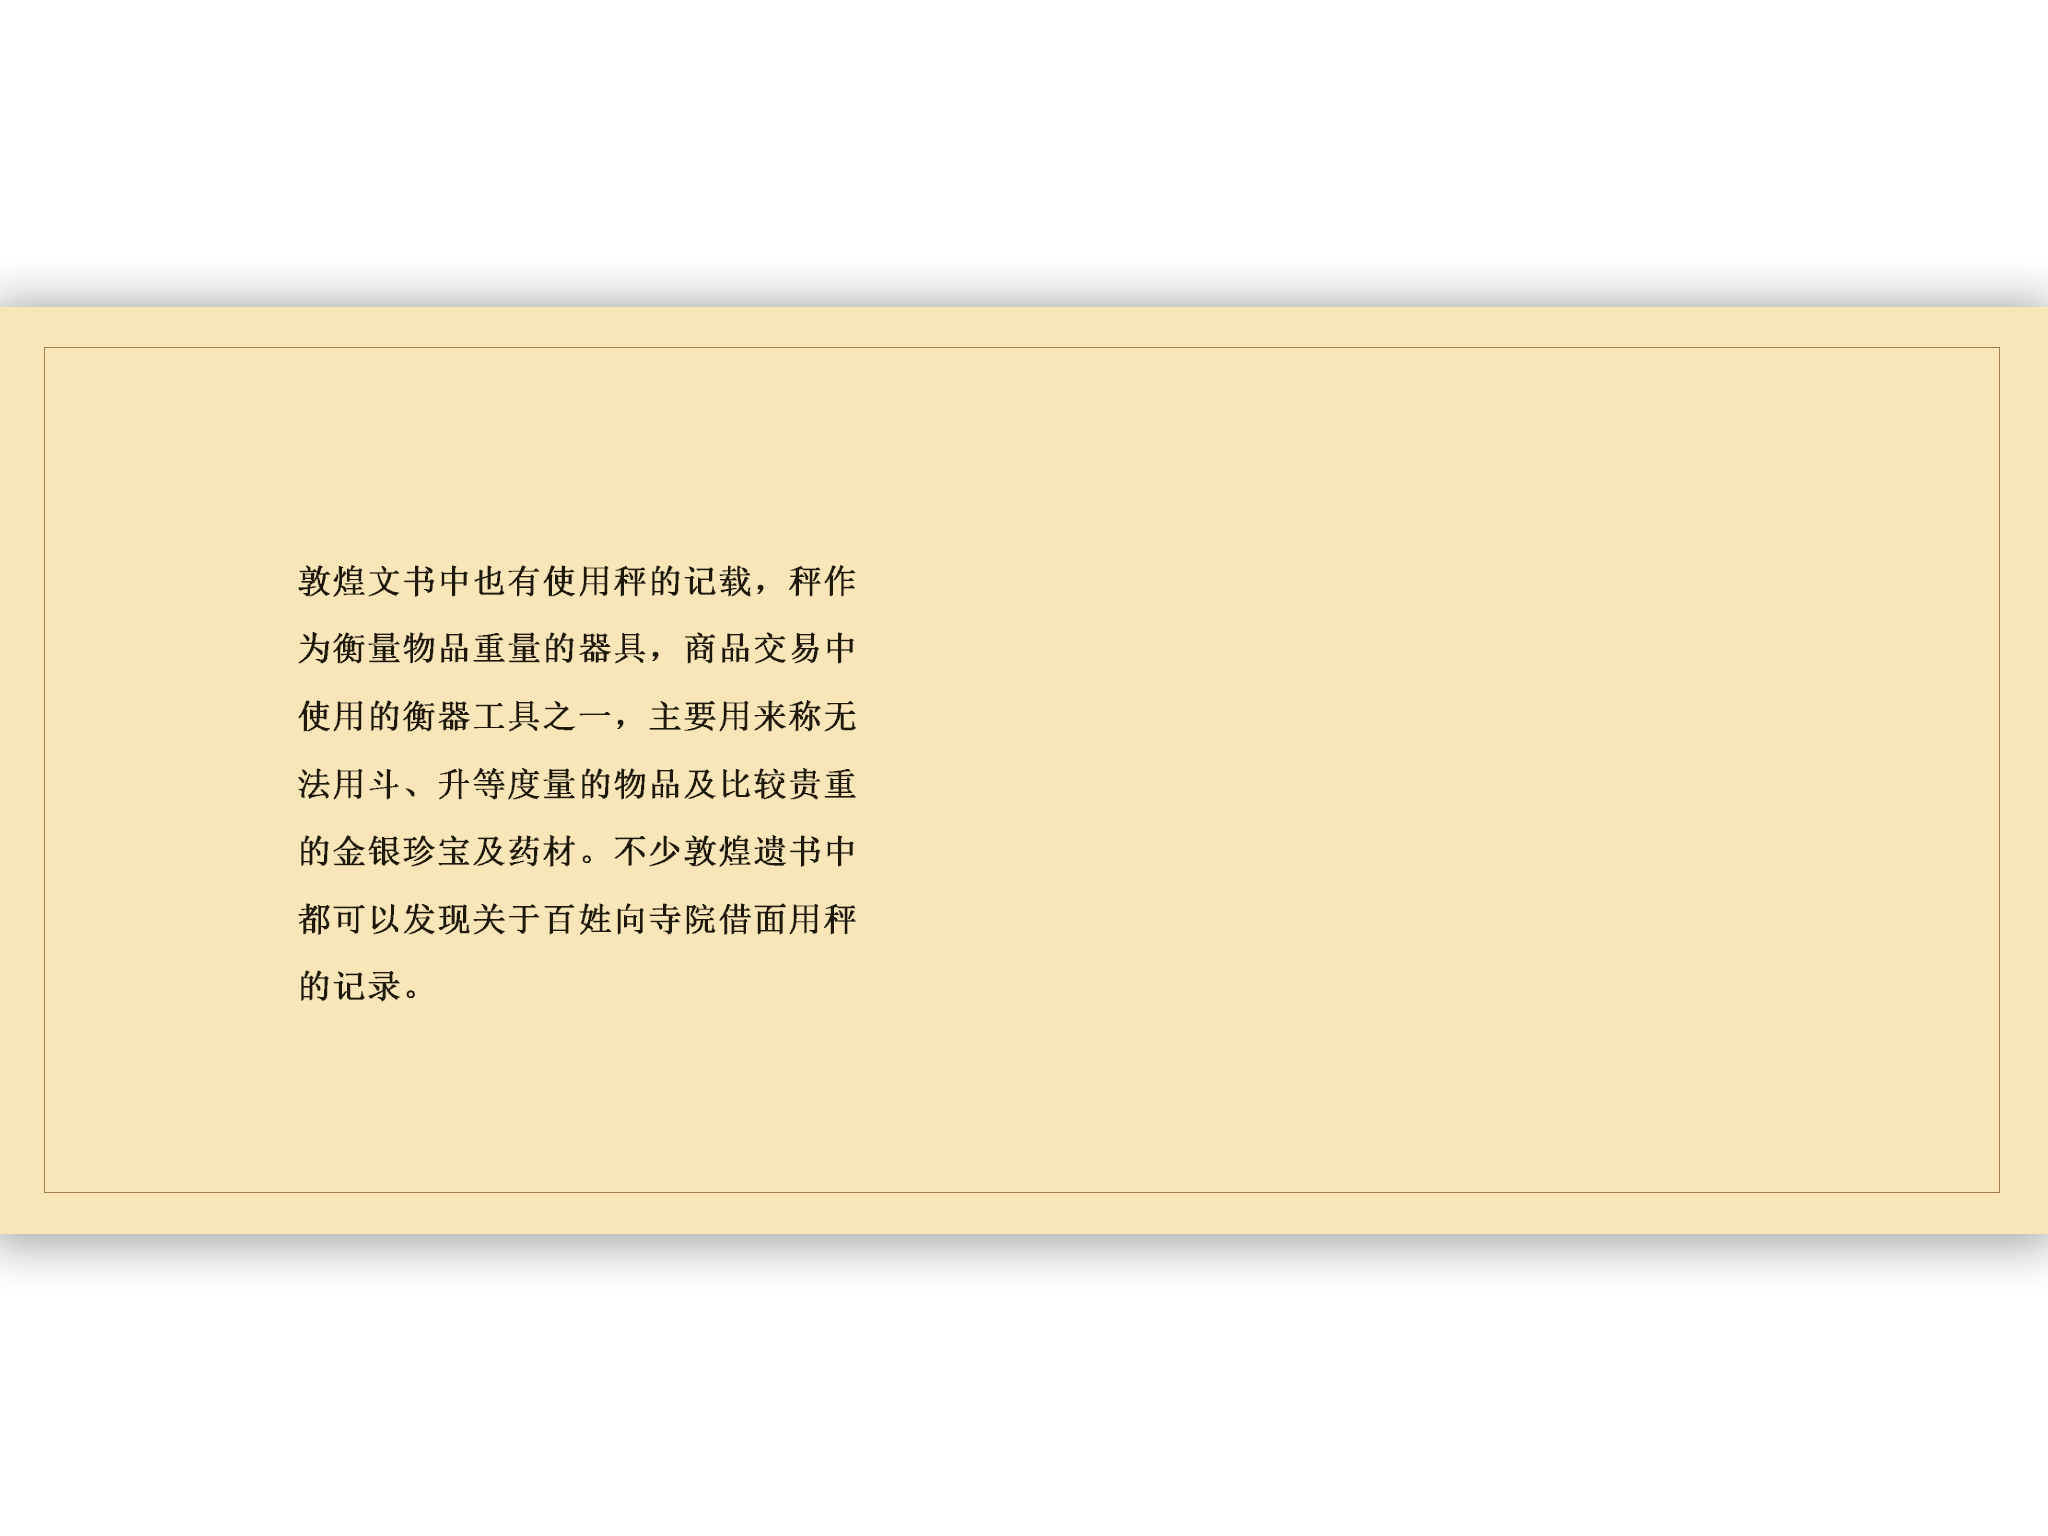 敦煌文书中也有使用秤的记载，秤作
为衡量物品重量的器具，商品交易中
使用的衡器工具之一，主要用来称无
法用斗、升等度量的物品及比较贵重
的金银珍宝及药材。不少敦煌遗书中
都可以发现关于百姓向寺院借面用秤
的记录。